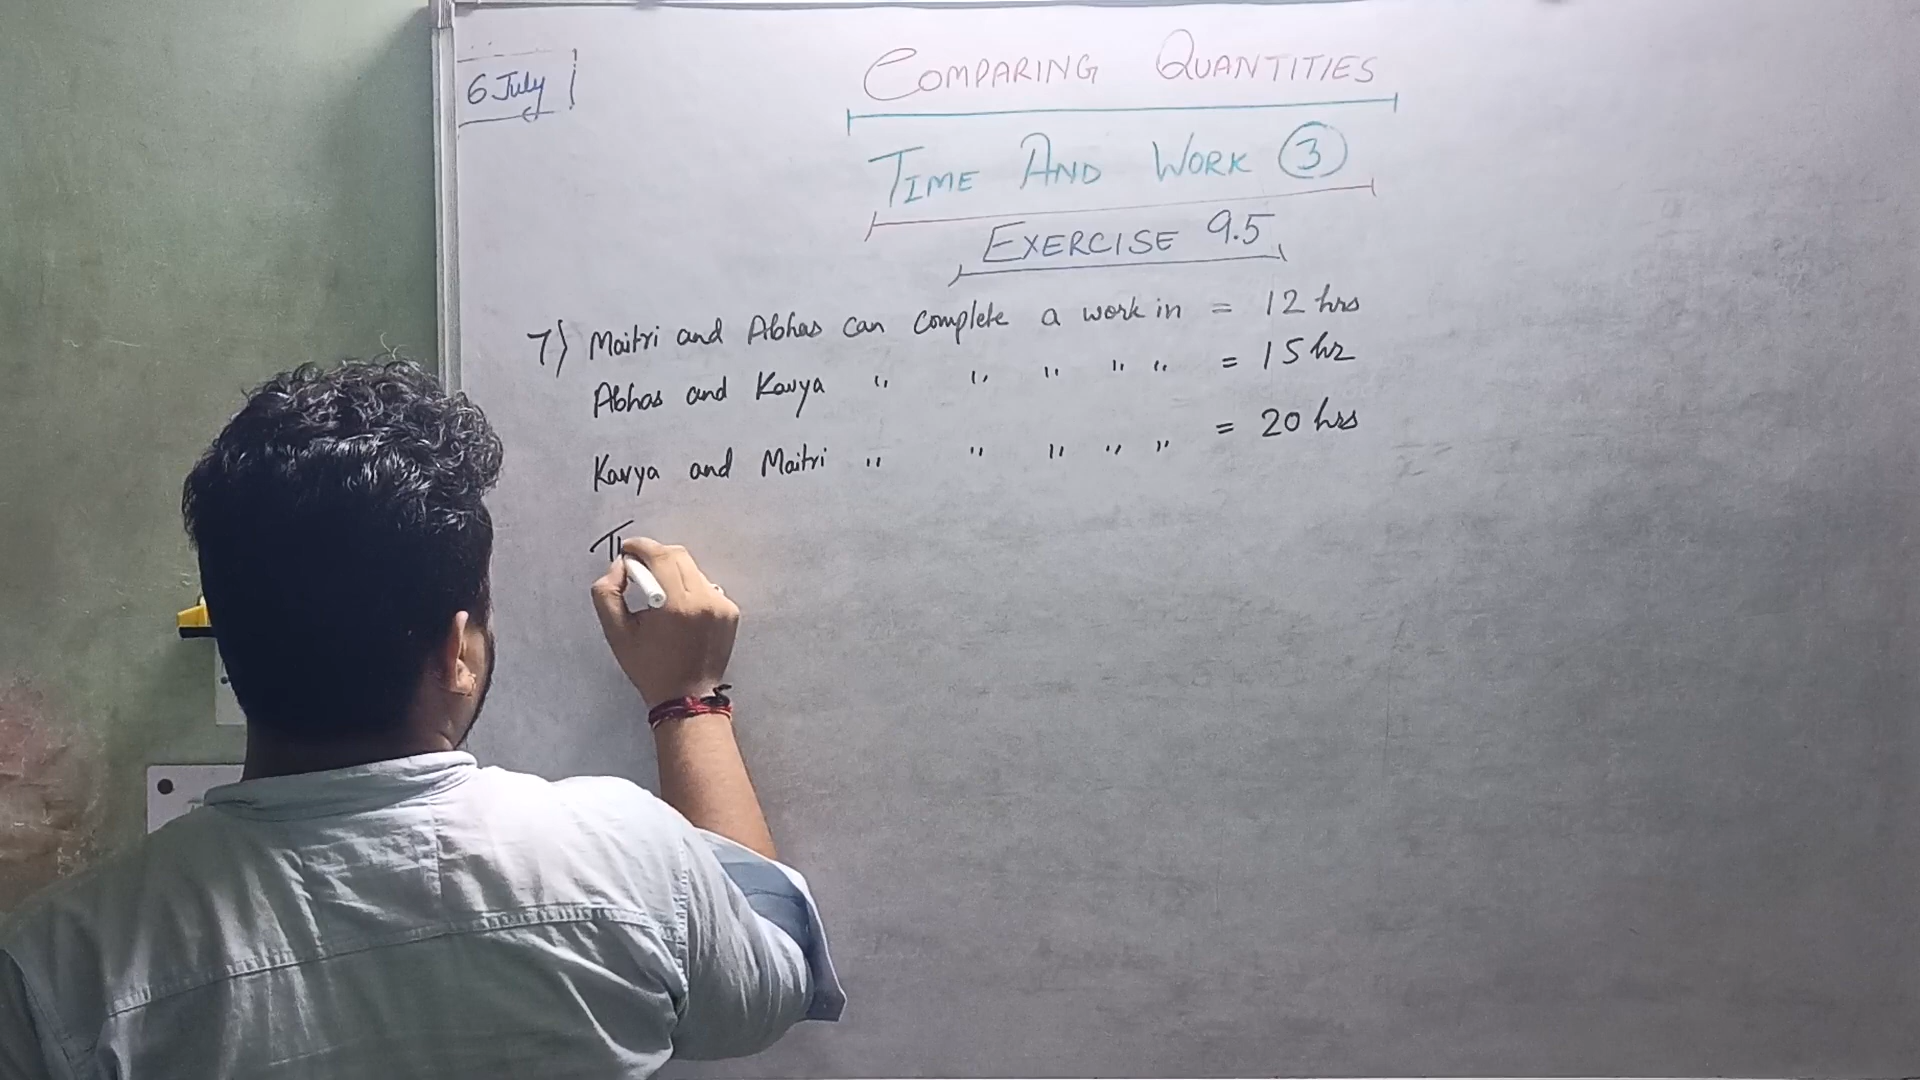 6 July
COMPARING QUANTITIES
TIME AND WORK 3
EXERCISE 9.5
7) Maitri and Abhas can complete a work in = 12 hrs
Abhas and Kavya " " " " " = 15 hr
Kavya and Maitri " " " " " = 20 hrs